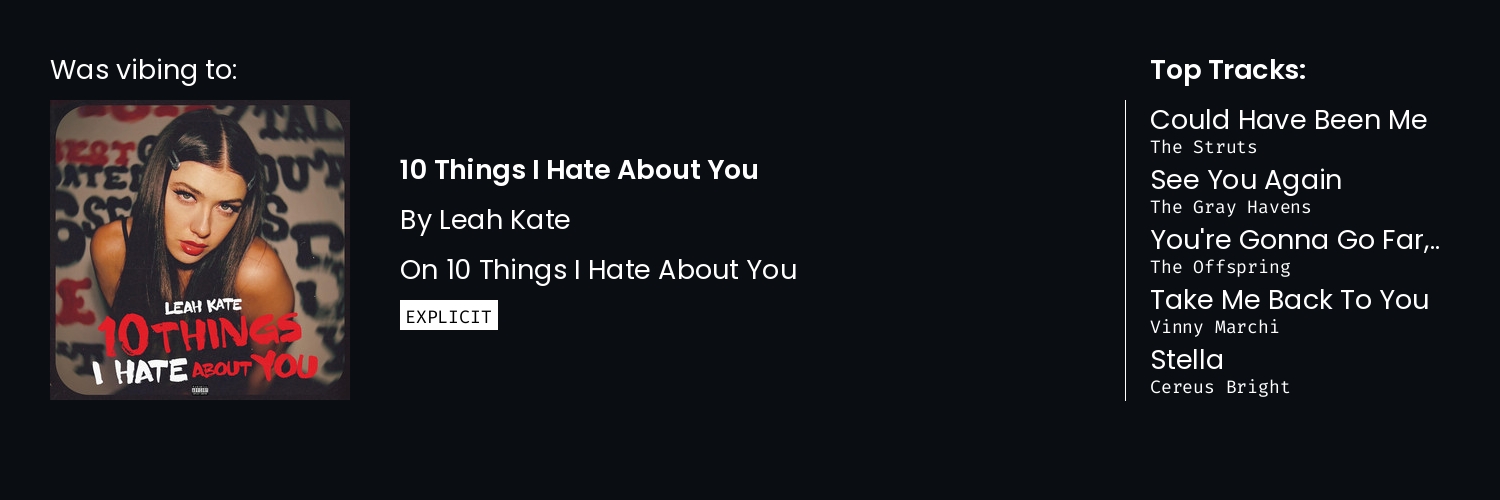 Was vibing to:
LEAH KATE
10 THINGS
I HATE ABOUT YOU
10 Things I Hate About You
By Leah Kate
On 10 Things I Hate About You
EXPLICIT
Top Tracks:
Could Have Been Me
The Struts
See You Again
The Gray Havens
You're Gonna Go Far,..
The Offspring
Take Me Back To You
Vinny Marchi
Stella
Cereus Bright